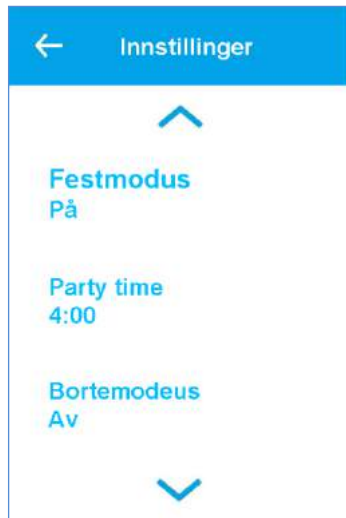 Innstillinger
Festmodus
På
Party time
4:00
Bortemodeus
Av